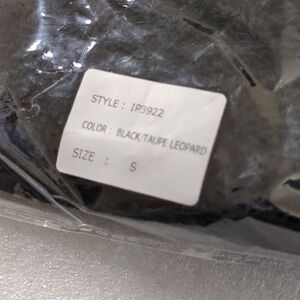 STYLE : IP3922
COLOR : BLACK/TAUPE LEOPARD
SIZE : S